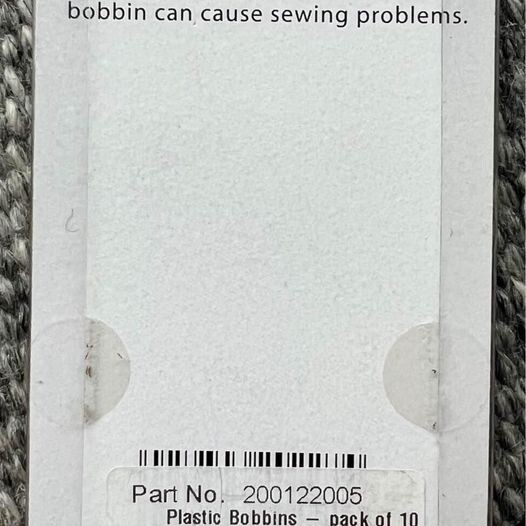 bobbin can cause sewing problems.
Part No. 200122005
Plastic Bobbins – pack of 10